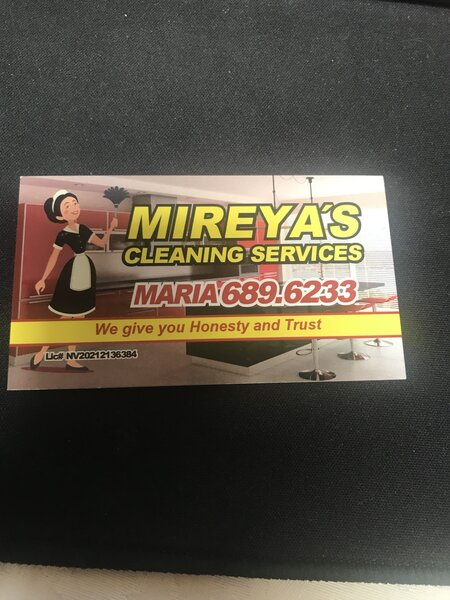 MIREYA´S
CLEANING SERVICES
MARIA 689.6233
We give you Honesty and Trust
Lic# NV20212136384